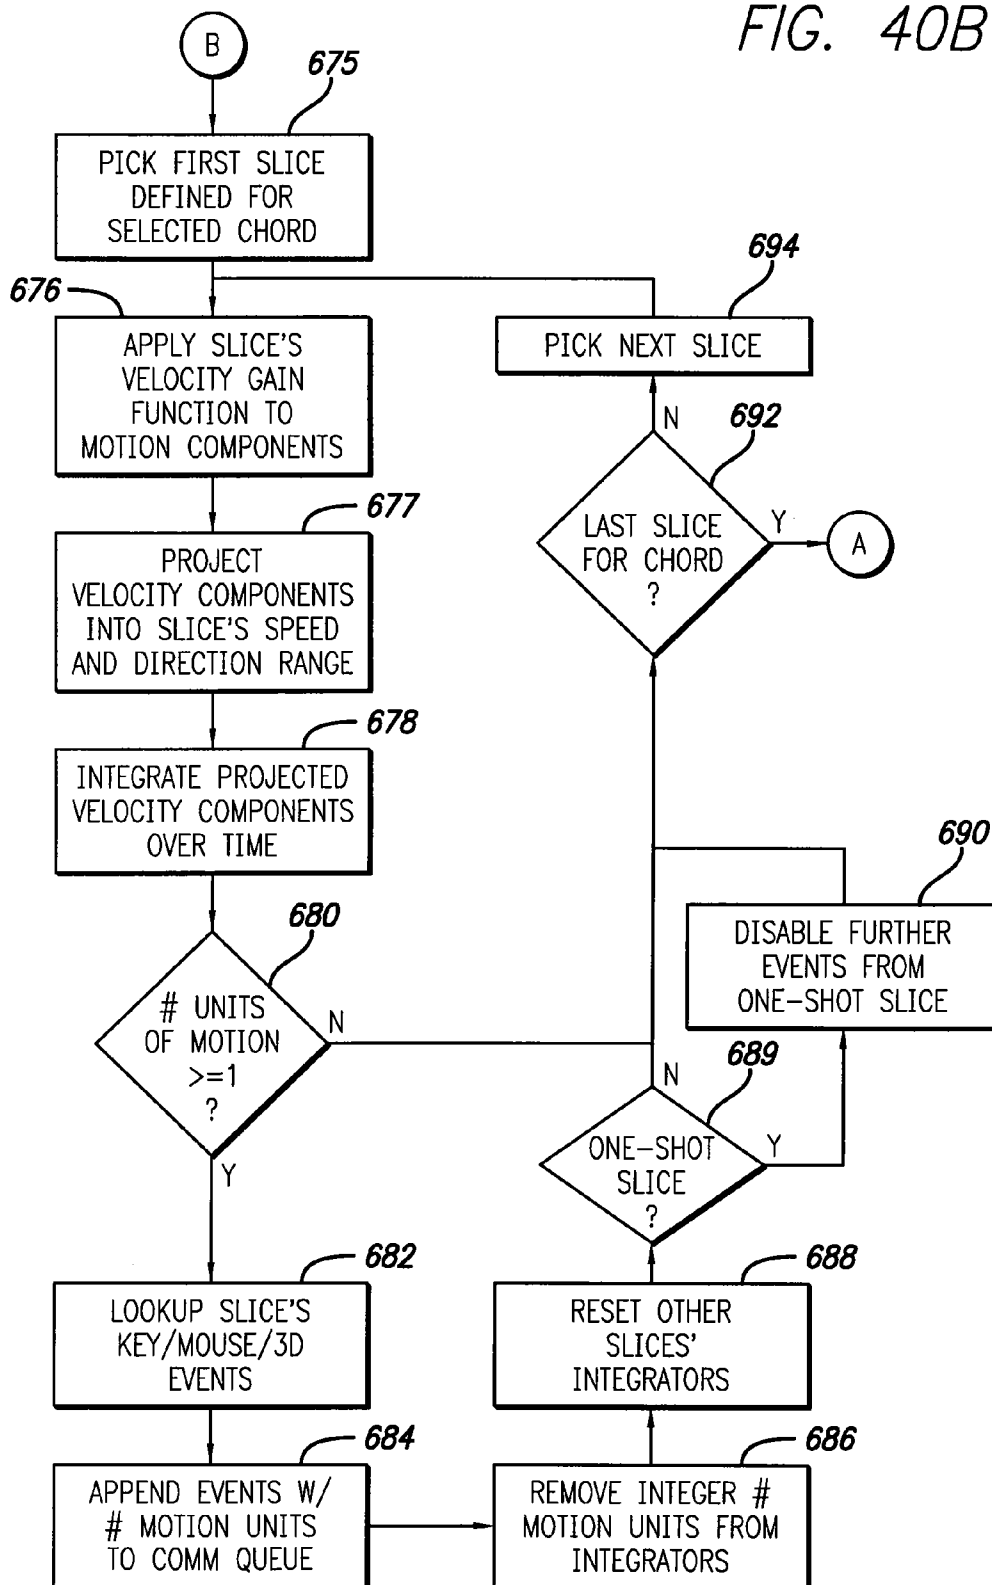 FIG. 40B
B
675
PICK FIRST SLICE
DEFINED FOR
SELECTED CHORD
676
APPLY SLICE'S
VELOCITY GAIN
FUNCTION TO
MOTION COMPONENTS
677
PROJECT
VELOCITY COMPONENTS
INTO SLICE'S SPEED
AND DIRECTION RANGE
678
INTEGRATE PROJECTED
VELOCITY COMPONENTS
OVER TIME
680
# UNITS
OF MOTION
>=1
?
N
Y
682
LOOKUP SLICE'S
KEY/MOUSE/3D
EVENTS
684
APPEND EVENTS W/
# MOTION UNITS
TO COMM QUEUE
686
REMOVE INTEGER #
MOTION UNITS FROM
INTEGRATORS
688
RESET OTHER
SLICES'
INTEGRATORS
689
ONE-SHOT
SLICE
?
N
Y
690
DISABLE FURTHER
EVENTS FROM
ONE-SHOT SLICE
692
LAST SLICE
FOR CHORD
?
N
Y
A
694
PICK NEXT SLICE